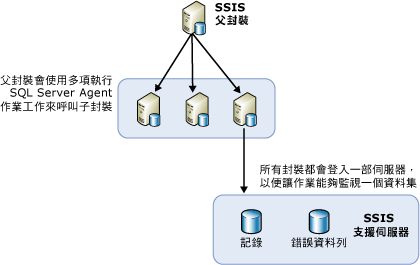 SSIS
父封裝
父封裝會使用多項執行
SQL Server Agent
作業工作來呼叫子封裝
所有封裝都會登入一部伺服器，
以便讓作業能夠監視一個資料集
記錄
錯誤資料列
SSIS
支援伺服器